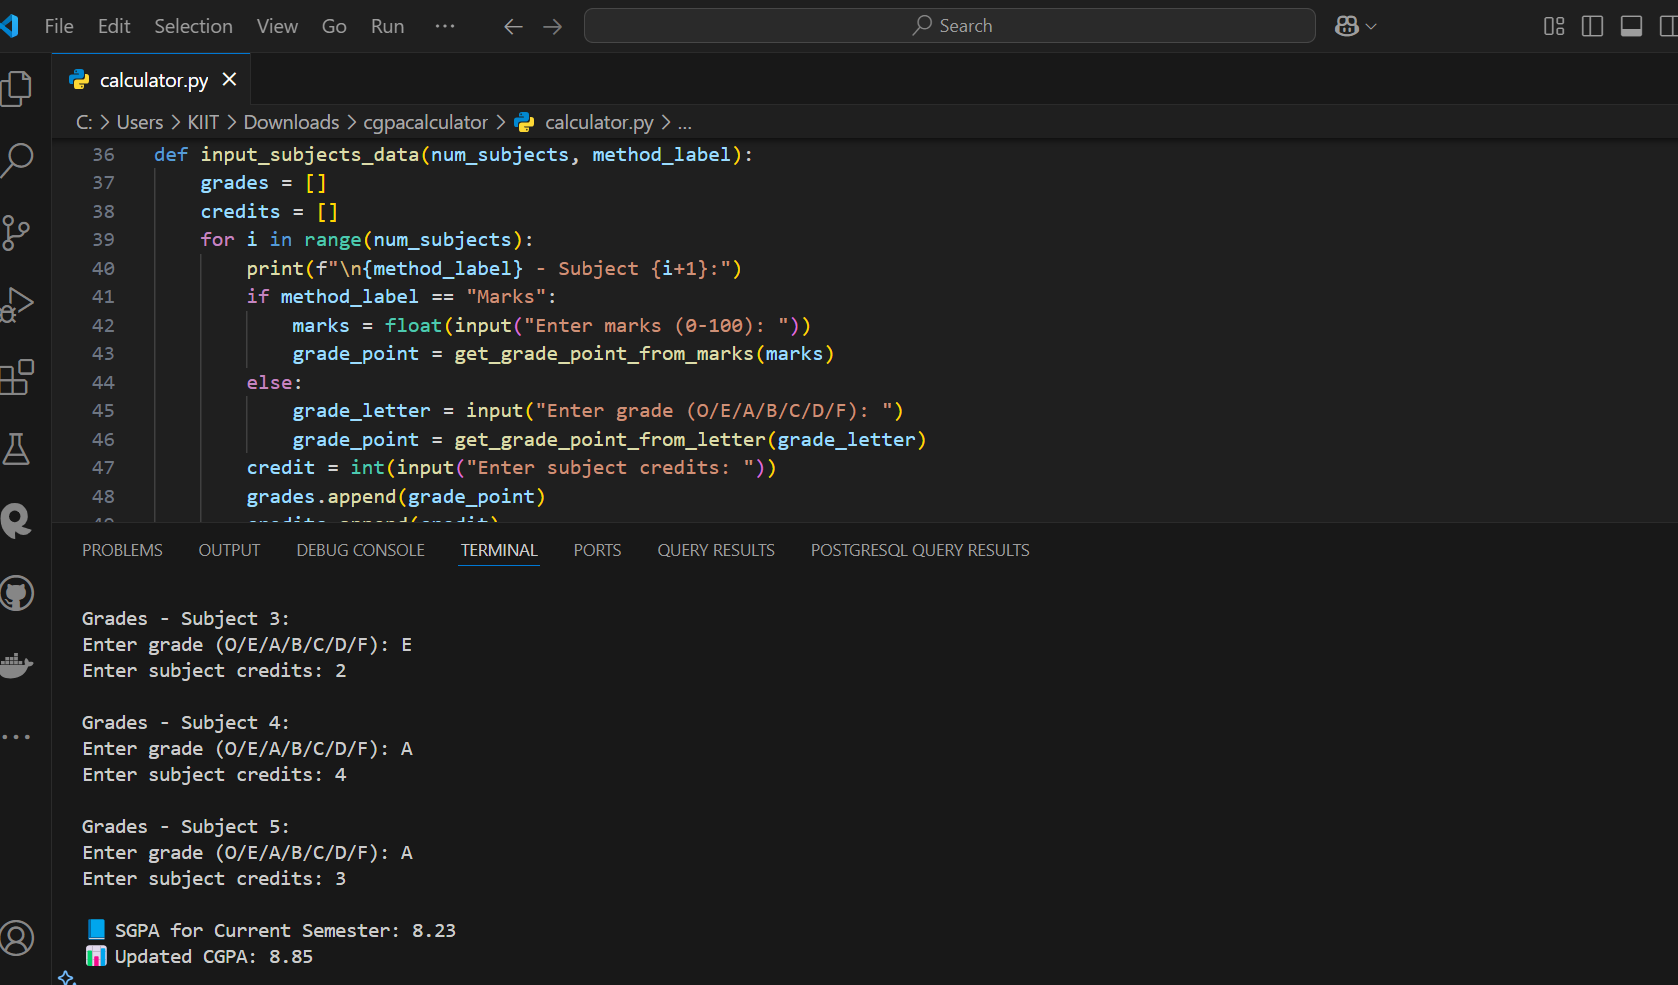 File Edit Selection View Go Run ··· Search
calculator.py
C: > Users > KIIT > Downloads > cgpacalculator > calculator.py > ...
36 def input_subjects_data(num_subjects, method_label):
37 grades = []
38 credits = []
39 for i in range(num_subjects):
40 print(f"\n{method_label} - Subject {i+1}:")
41 if method_label == "Marks":
42 marks = float(input("Enter marks (0-100): "))
43 grade_point = get_grade_point_from_marks(marks)
44 else:
45 grade_letter = input("Enter grade (O/E/A/B/C/D/F): ")
46 grade_point = get_grade_point_from_letter(grade_letter)
47 credit = int(input("Enter subject credits: "))
48 grades.append(grade_point)
49 credits.append(credit)
PROBLEMS OUTPUT DEBUG CONSOLE TERMINAL PORTS QUERY RESULTS POSTGRESQL QUERY RESULTS
Grades - Subject 3:
Enter grade (O/E/A/B/C/D/F): E
Enter subject credits: 2
Grades - Subject 4:
Enter grade (O/E/A/B/C/D/F): A
Enter subject credits: 4
Grades - Subject 5:
Enter grade (O/E/A/B/C/D/F): A
Enter subject credits: 3
SGPA for Current Semester: 8.23
Updated CGPA: 8.85